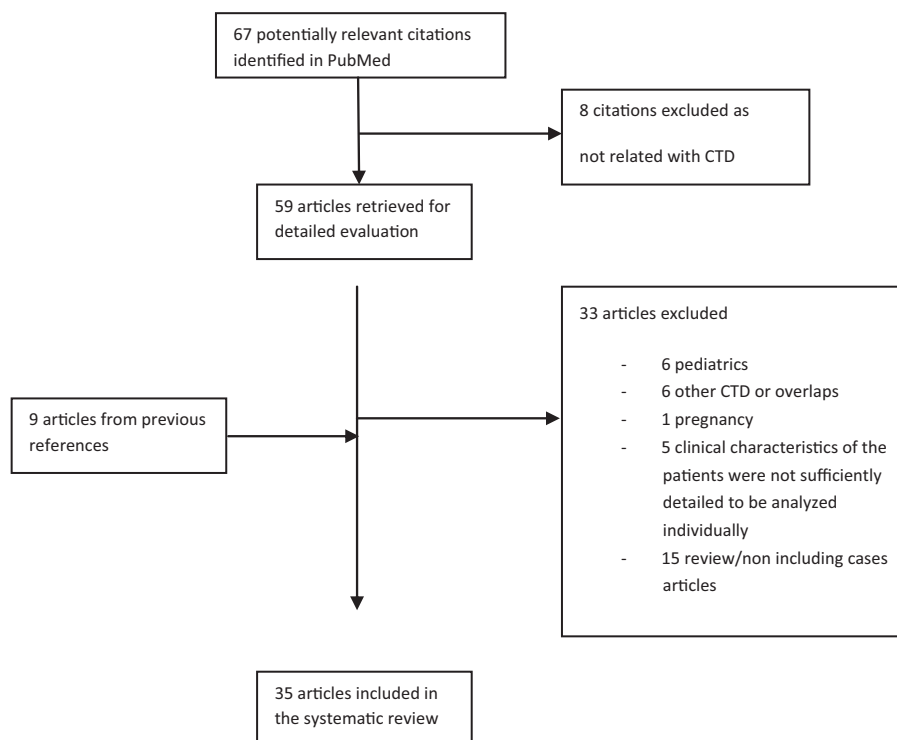 67 potentially relevant citations
identified in PubMed
8 citations excluded as
not related with CTD
59 articles retrieved for
detailed evaluation
33 articles excluded
- 6 pediatrics
- 6 other CTD or overlaps
- 1 pregnancy
- 5 clinical characteristics of the
patients were not sufficiently
detailed to be analyzed
individually
- 15 review/non including cases
articles
9 articles from previous
references
35 articles included in
the systematic review